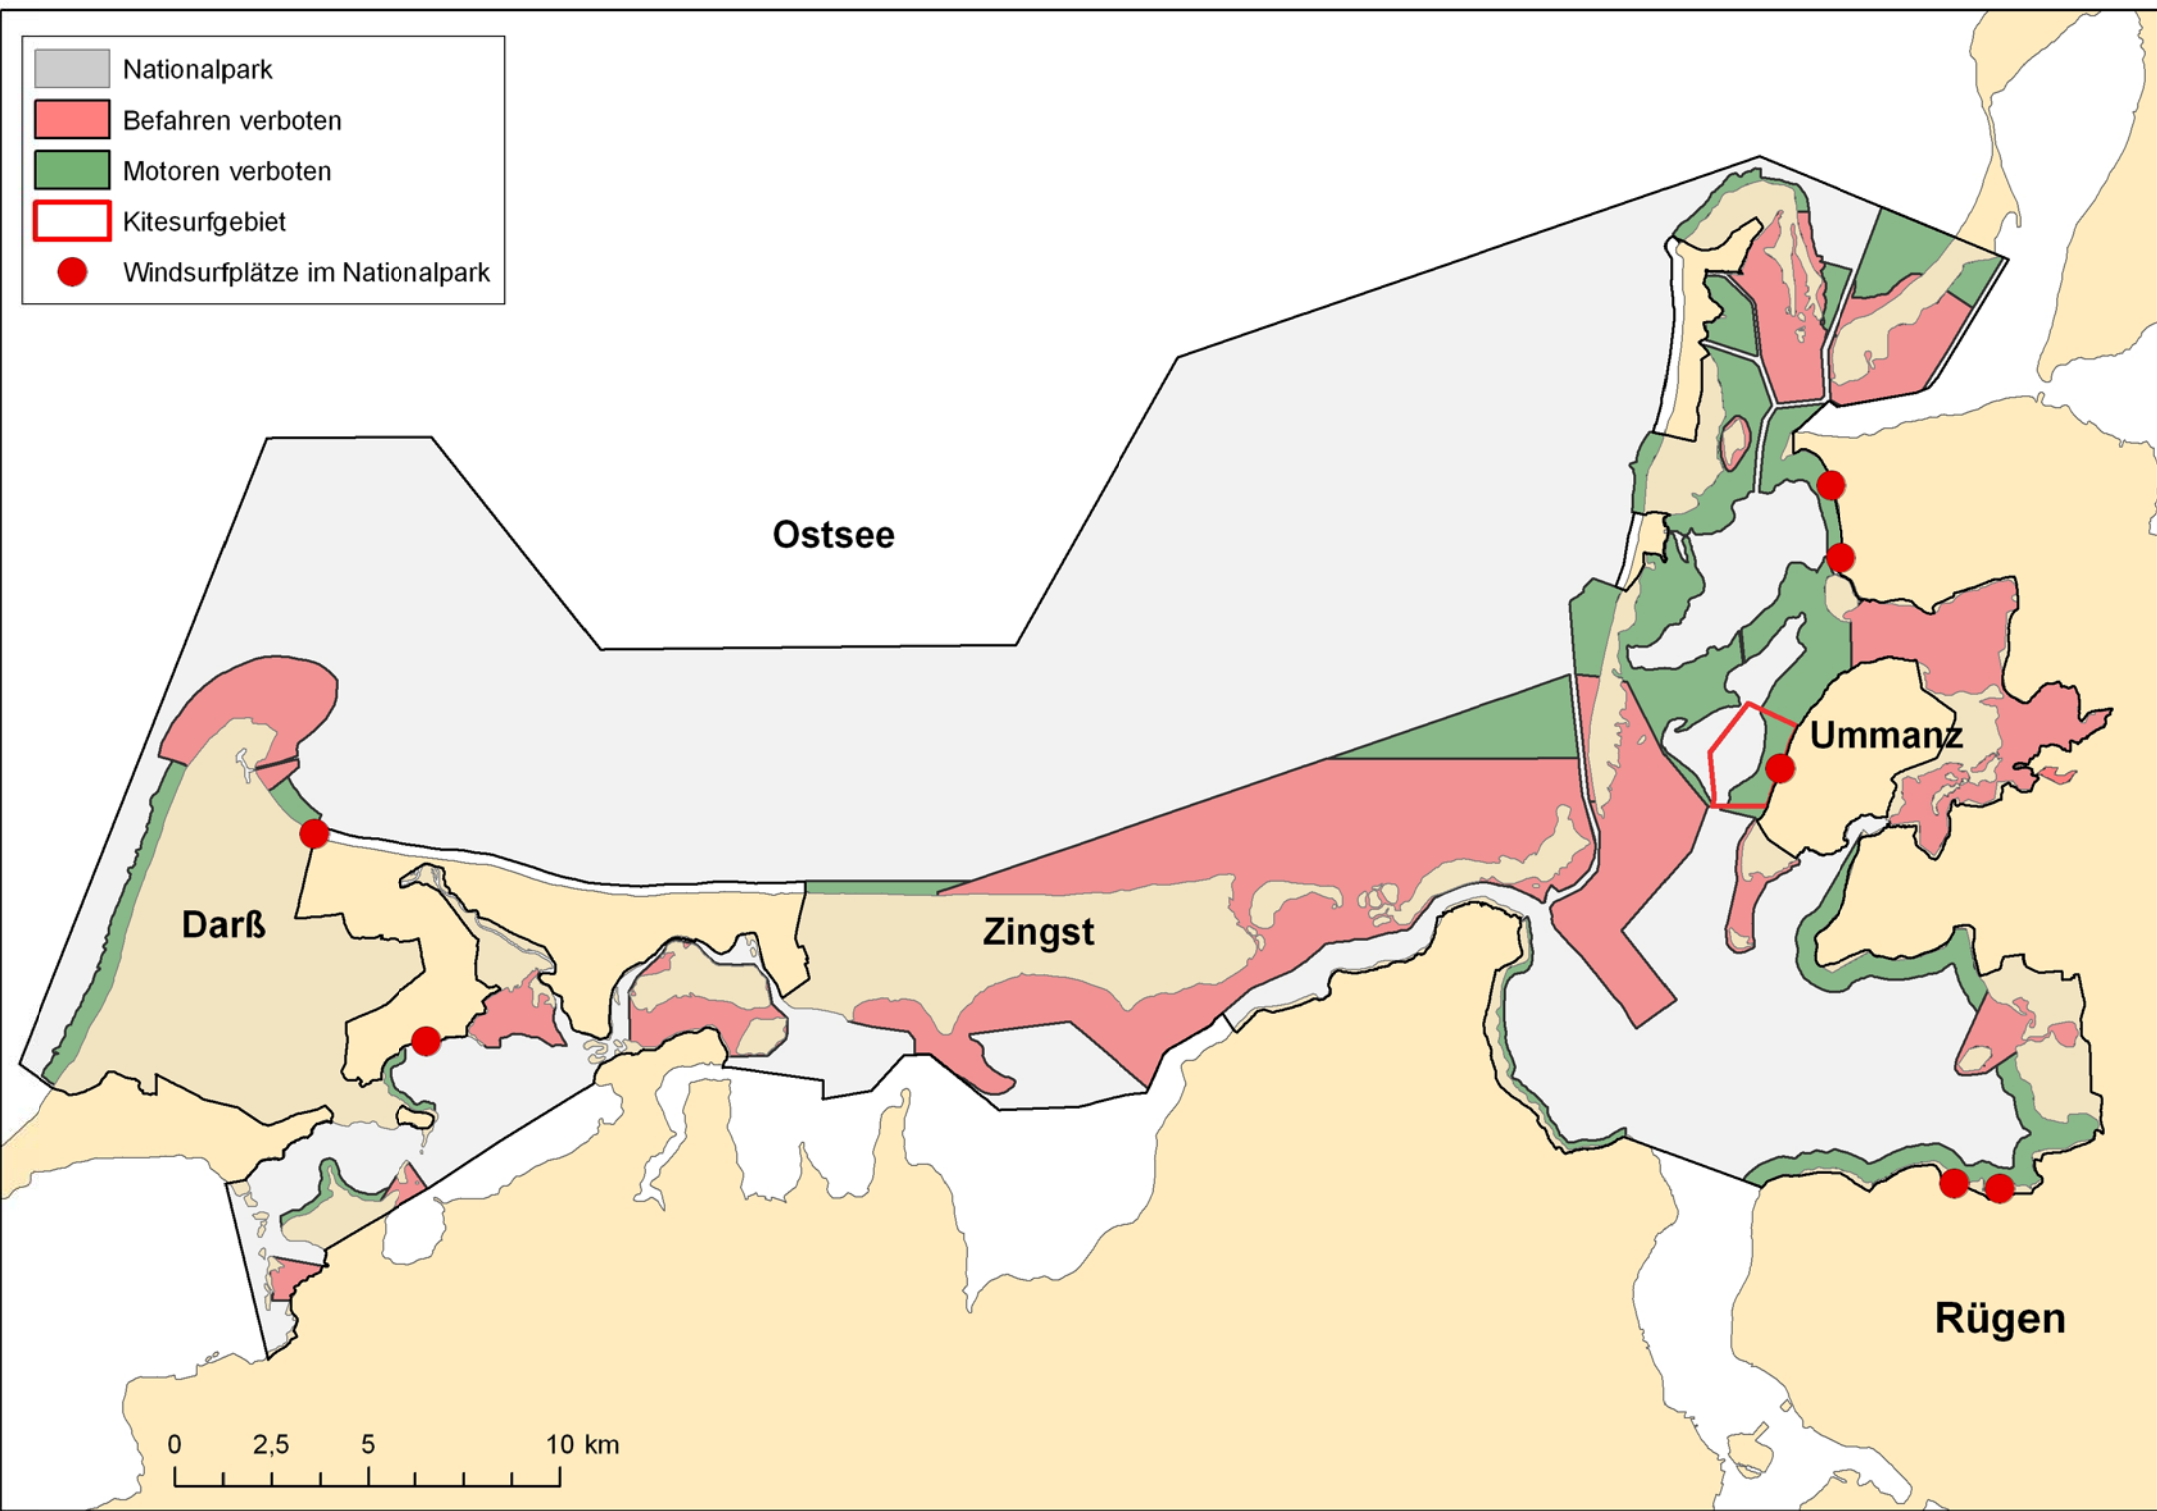 Nationalpark
Befahren verboten
Motoren verboten
Kitesurfgebiet
Windsurfplätze im Nationalpark
Ostsee
Ummanz
Darß
Zingst
Rügen
0 2,5 5 10 km